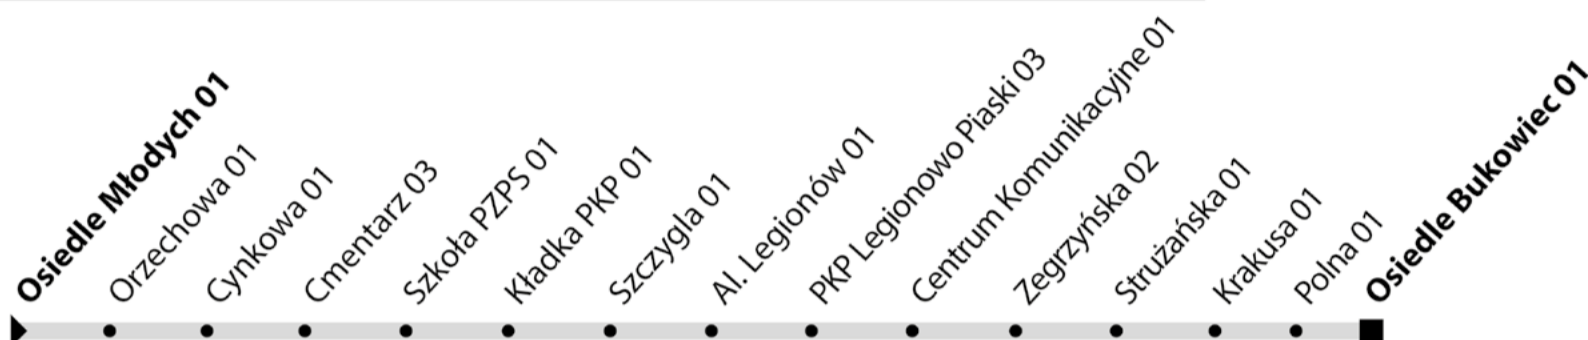 Osiedle Młodych 01
Orzechowa 01
Cynkowa 01
Cmentarz 03
Szkoła PZPS 01
Kładka PKP 01
Szczygla 01
Al. Legionów 01
PKP Legionowo Piaski 03
Centrum Komunikacyjne 01
Zegrzyńska 02
Strużańska 01
Krakusa 01
Polna 01
Osiedle Bukowiec 01